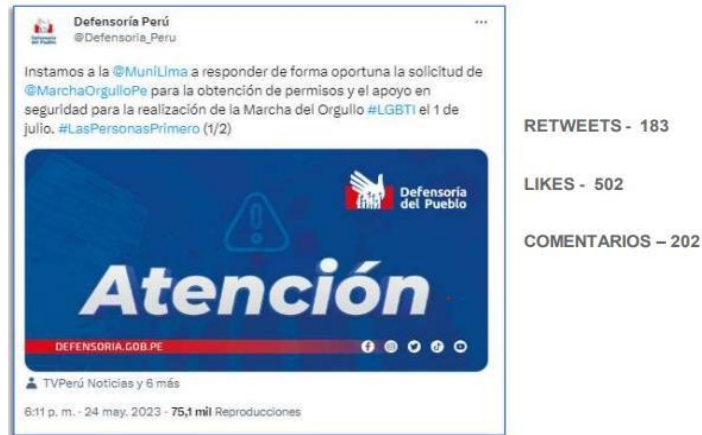 Defensoría Perú
@Defensoria_Peru
Instamos a la @MuniLima a responder de forma oportuna la solicitud de
@MarchaOrgulloPe para la obtención de permisos y el apoyo en
seguridad para la realización de la Marcha del Orgullo #LGBTI el 1 de
julio. #LasPersonasPrimero (1/2)
Defensoría
del Pueblo
Atención
DEFENSORIA.GOB.PE
TVPerú Noticias y 6 más
6:11 p. m. · 24 may. 2023 · 75,1 mil Reproducciones
RETWEETS - 183
LIKES - 502
COMENTARIOS – 202